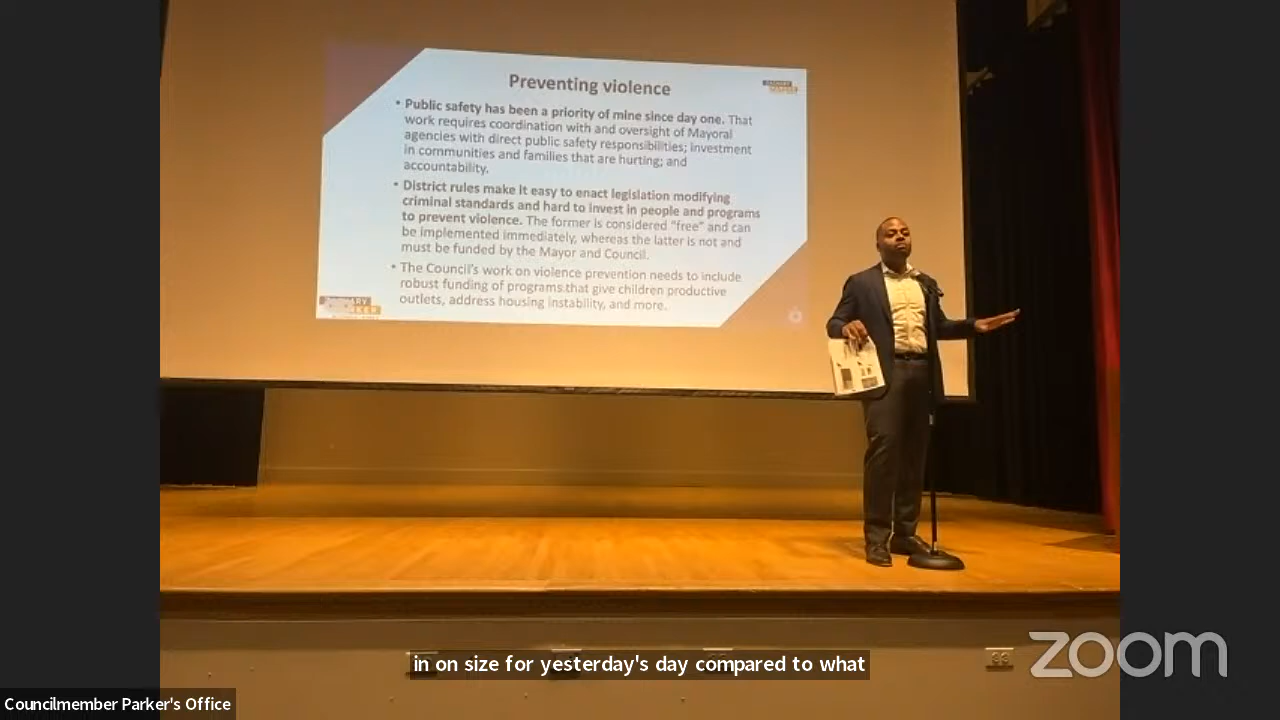 Preventing violence
ZACHARY
PARKER
• Public safety has been a priority of mine since day one. That
work requires coordination with and oversight of Mayoral
agencies with direct public safety responsibilities; investment
in communities and families that are hurting; and
accountability.
• District rules make it easy to enact legislation modifying
criminal standards and hard to invest in people and programs
to prevent violence. The former is considered "free" and can
be implemented immediately, whereas the latter is not and
must be funded by the Mayor and Council.
• The Council's work on violence prevention needs to include
robust funding of programs that give children productive
outlets, address housing instability, and more.
ZACHARY
PARKER
zoom
in on size for yesterday's day compared to what
Councilmember Parker's Office